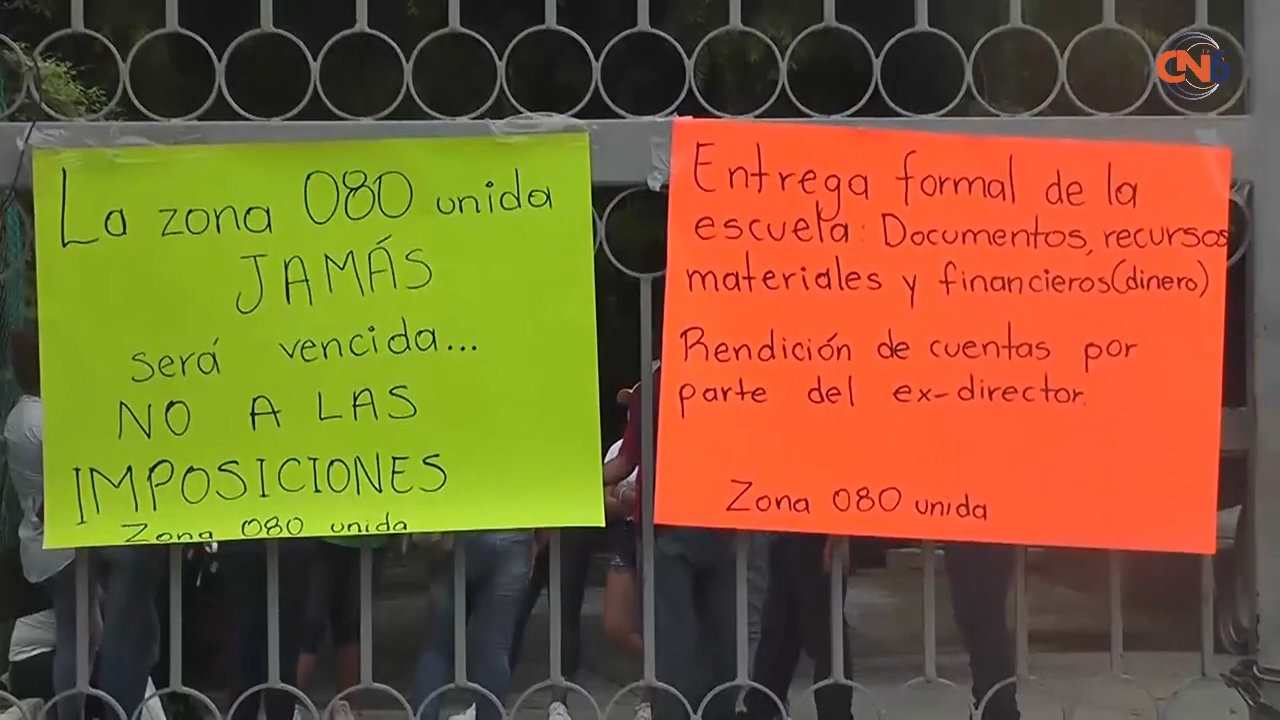 La zona 080 unida
JAMÁS
será vencida...
NO A LAS
IMPOSICIONES
Zona 080 unida
Entrega formal de la
escuela: Documentos, recursos
materiales y financieros(dinero)
Rendición de cuentas por
parte del ex-director.
Zona 080 unida
CN